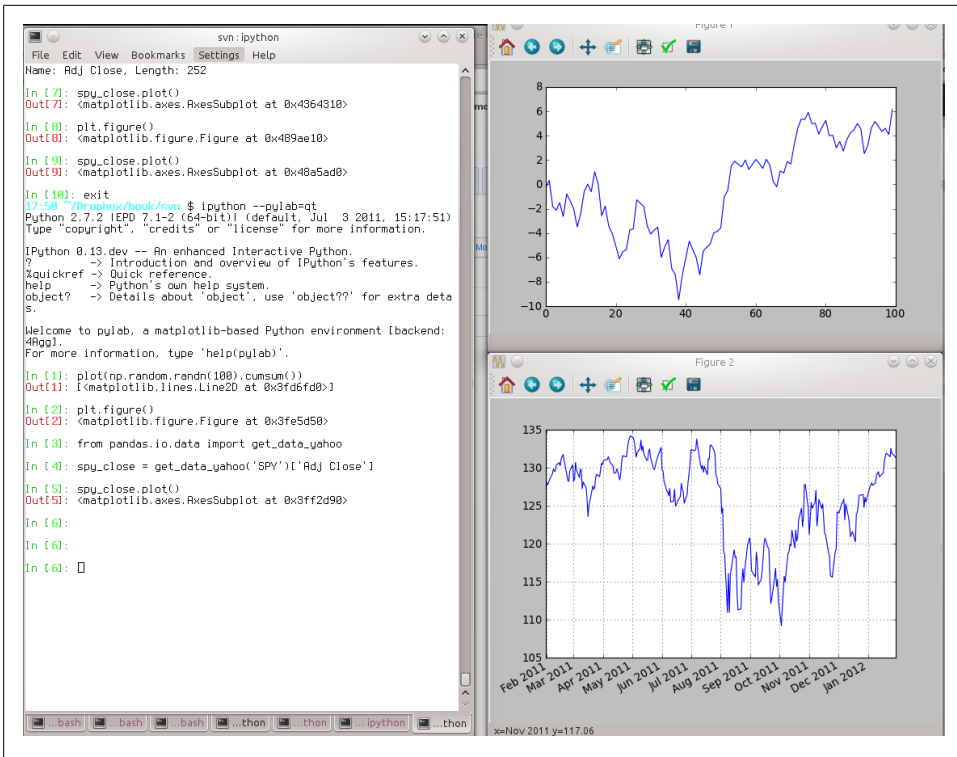 svn : ipython
File Edit View Bookmarks Settings Help
Name: Adj Close, Length: 252
In [7]: spy_close.plot()
Out[7]: <matplotlib.axes.AxesSubplot at 0x4364310>
In [8]: plt.figure()
Out[8]: <matplotlib.figure.Figure at 0x489ae10>
In [9]: spy_close.plot()
Out[9]: <matplotlib.axes.AxesSubplot at 0x48a5ad0>
In [10]: exit
17:50 ~/Dropbox/book/svn $ ipython --pylab=qt
Python 2.7.2 |EPD 7.1-2 (64-bit)| (default, Jul 3 2011, 15:17:51)
Type "copyright", "credits" or "license" for more information.
IPython 0.13.dev -- An enhanced Interactive Python.
? -> Introduction and overview of IPython's features.
%quickref -> Quick reference.
help -> Python's own help system.
object? -> Details about 'object', use 'object??' for extra deta
s.
Welcome to pylab, a matplotlib-based Python environment [backend:
4Agg].
For more information, type 'help(pylab)'.
In [1]: plot(np.random.randn(100).cumsum())
Out[1]: [<matplotlib.lines.Line2D at 0x3fd6fd0>]
In [2]: plt.figure()
Out[2]: <matplotlib.figure.Figure at 0x3fe5d50>
In [3]: from pandas.io.data import get_data_yahoo
In [4]: spy_close = get_data_yahoo('SPY')['Adj Close']
In [5]: spy_close.plot()
Out[5]: <matplotlib.axes.AxesSubplot at 0x3ff2d90>
In [6]:
In [6]:
In [6]:
...bash ...bash ...bash ...thon ...thon ... ipython ...thon
Figure 1
8
6
4
2
0
−2
−4
−6
−8
−10
0 20 40 60 80 100
Figure 2
135
130
125
120
115
110
105
Feb 2011 Mar 2011 Apr 2011 May 2011 Jun 2011 Jul 2011 Aug 2011 Sep 2011 Oct 2011 Nov 2011 Dec 2011 Jan 2012
x=Nov 2011 y=117.06